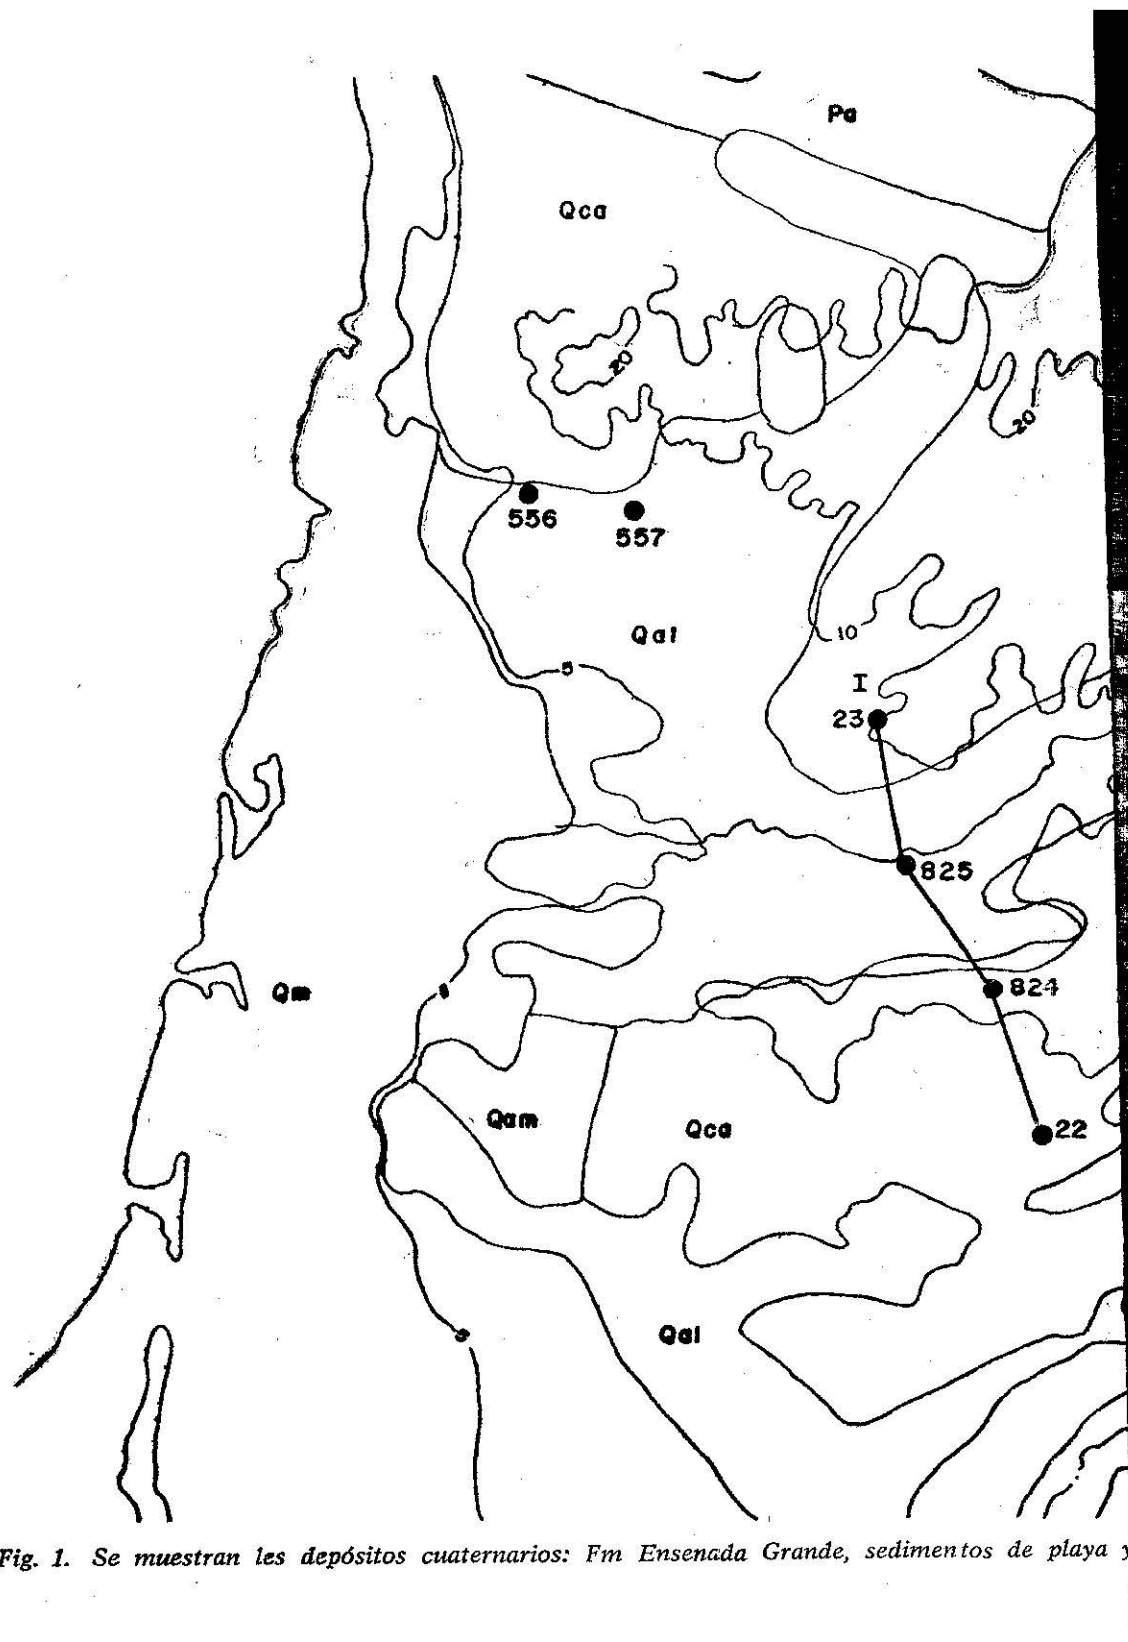 Pa
Qca
20
20
556
557
10
Qal
5
I
23
825
824
Qm
Qam
Qca
22
Qal
Fig. 1. Se muestran les depósitos cuaternarios: Fm Ensenada Grande, sedimentos de playa y